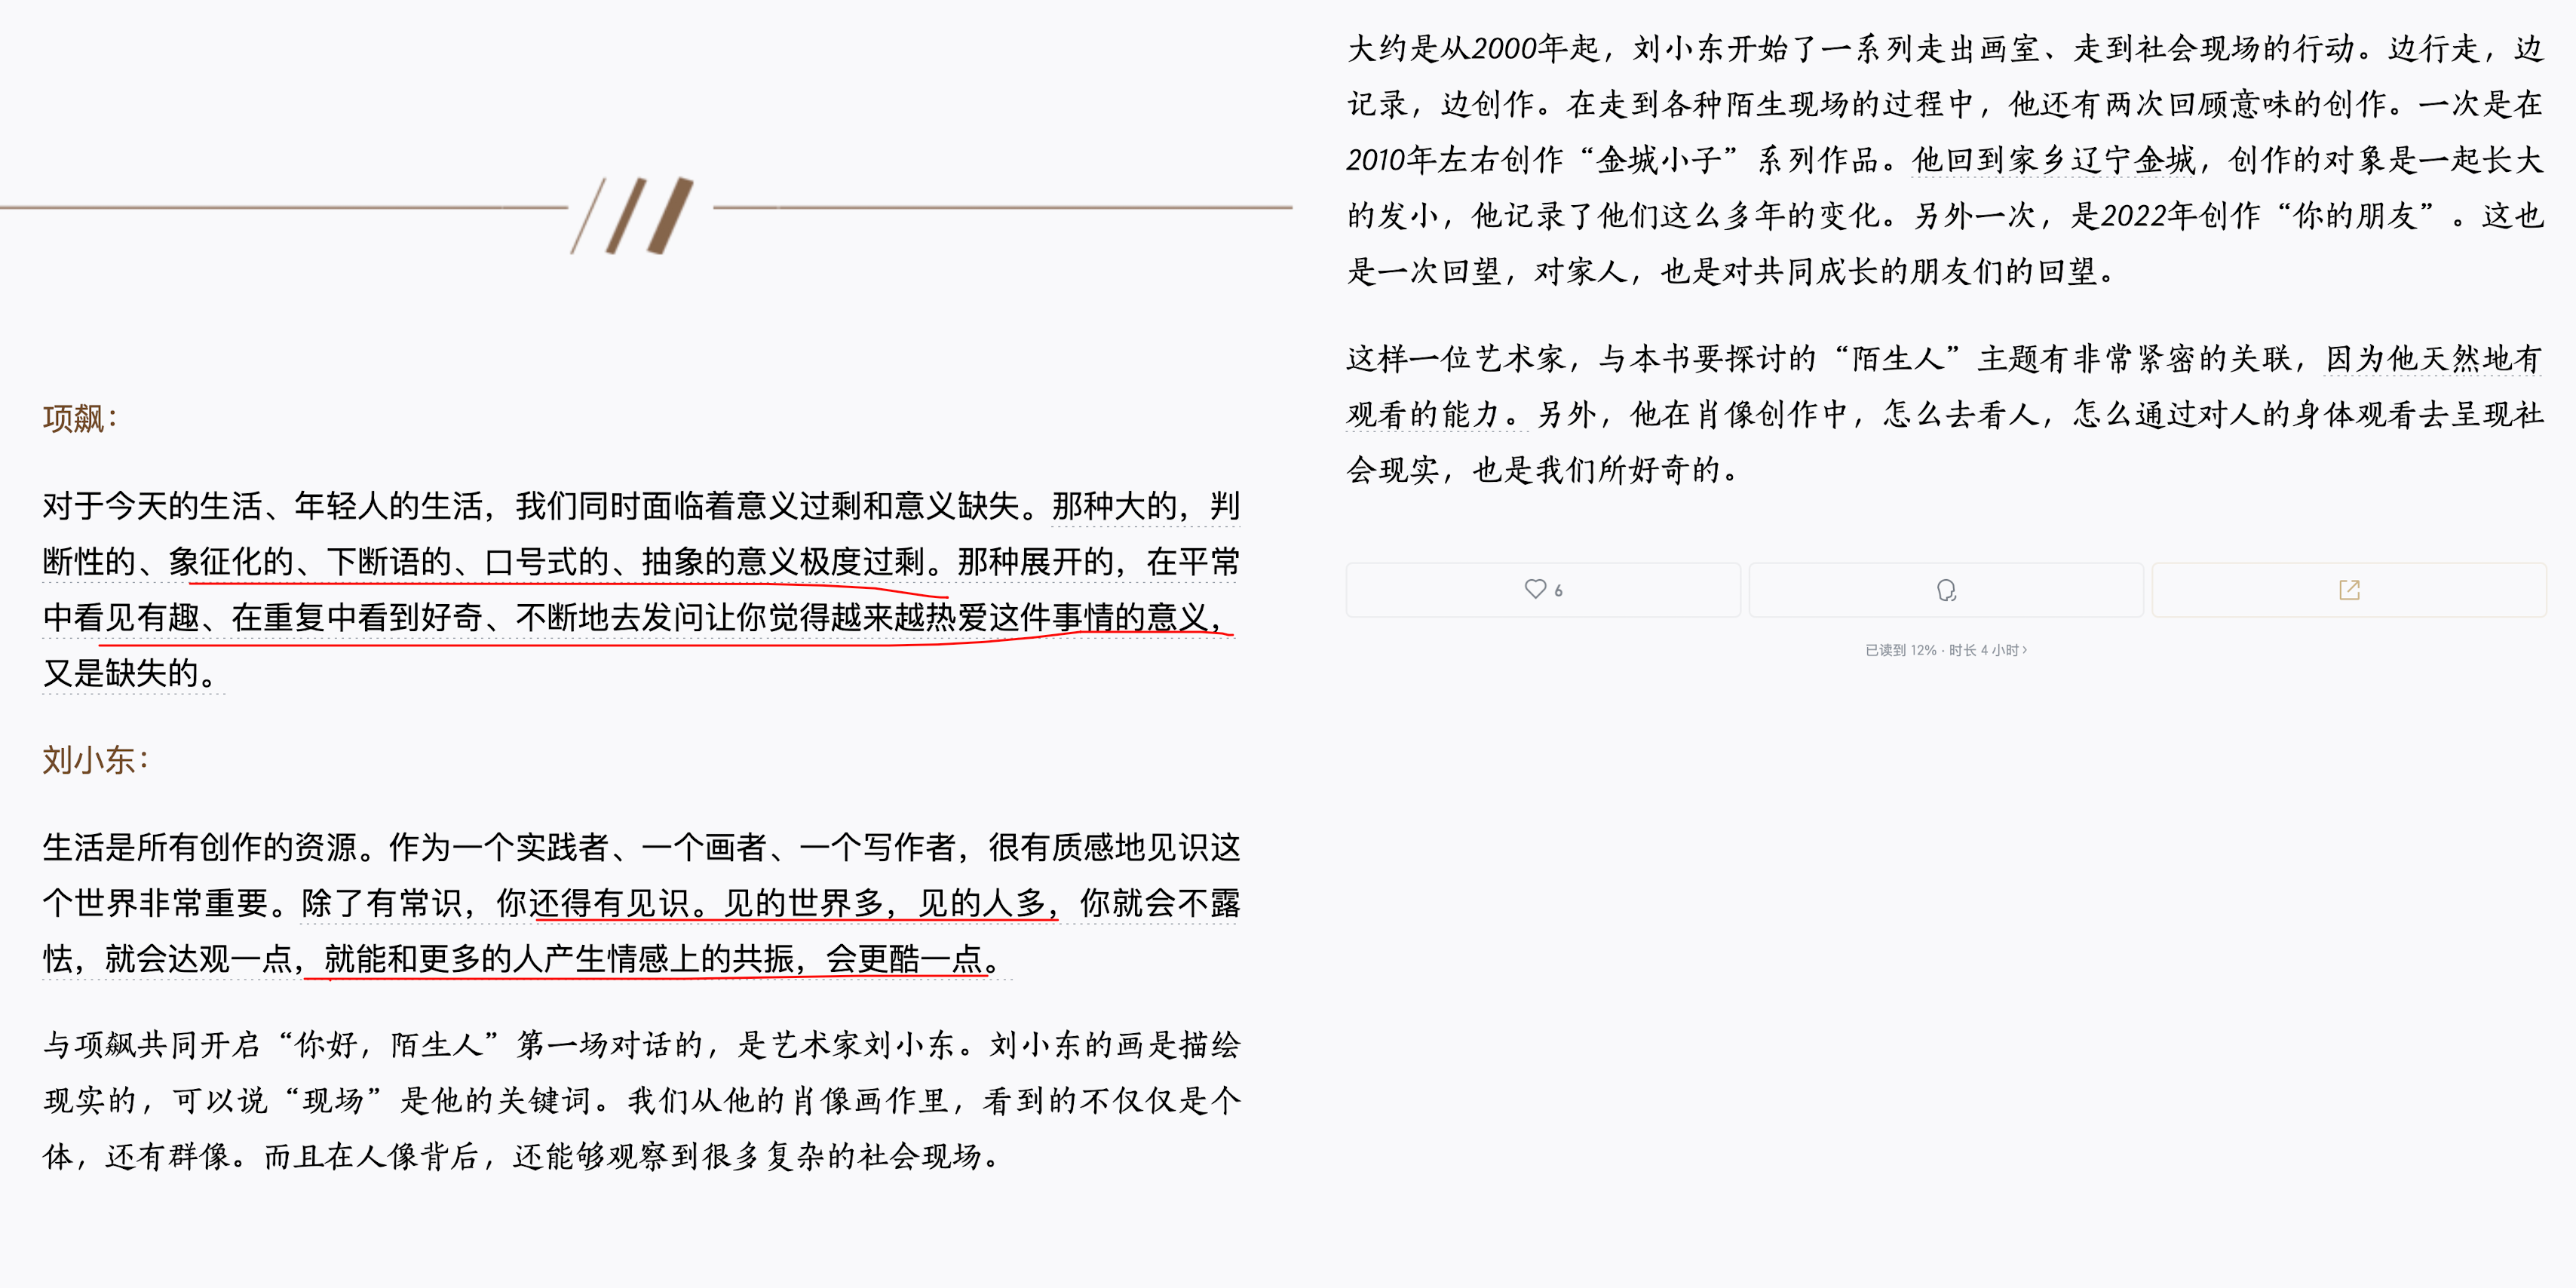 项飙：
对于今天的生活、年轻人的生活，我们同时面临着意义过剩和意义缺失。那种大的，判
断性的、象征化的、下断语的、口号式的、抽象的意义极度过剩。那种展开的，在平常
中看见有趣、在重复中看到好奇、不断地去发问让你觉得越来越热爱这件事情的意义，
又是缺失的。
刘小东：
生活是所有创作的资源。作为一个实践者、一个画者、一个写作者，很有质感地见识这
个世界非常重要。除了有常识，你还得有见识。见的世界多，见的人多，你就会不露
怯，就会达观一点，就能和更多的人产生情感上的共振，会更酷一点。
与项飙共同开启“你好，陌生人”第一场对话的，是艺术家刘小东。刘小东的画是描绘
现实的，可以说“现场”是他的关键词。我们从他的肖像画作里，看到的不仅仅是个
体，还有群像。而且在人像背后，还能够观察到很多复杂的社会现场。
大约是从2000年起，刘小东开始了一系列走出画室、走到社会现场的行动。边行走，边
记录，边创作。在走到各种陌生现场的过程中，他还有两次回顾意味的创作。一次是在
2010年左右创作“金城小子”系列作品。他回到家乡辽宁金城，创作的对象是一起长大
的发小，他记录了他们这么多年的变化。另外一次，是2022年创作“你的朋友”。这也
是一次回望，对家人，也是对共同成长的朋友们的回望。
这样一位艺术家，与本书要探讨的“陌生人”主题有非常紧密的关联，因为他天然地有
观看的能力。另外，他在肖像创作中，怎么去看人，怎么通过对人的身体观看去呈现社
会现实，也是我们所好奇的。
6
已读到 12% · 时长 4 小时›